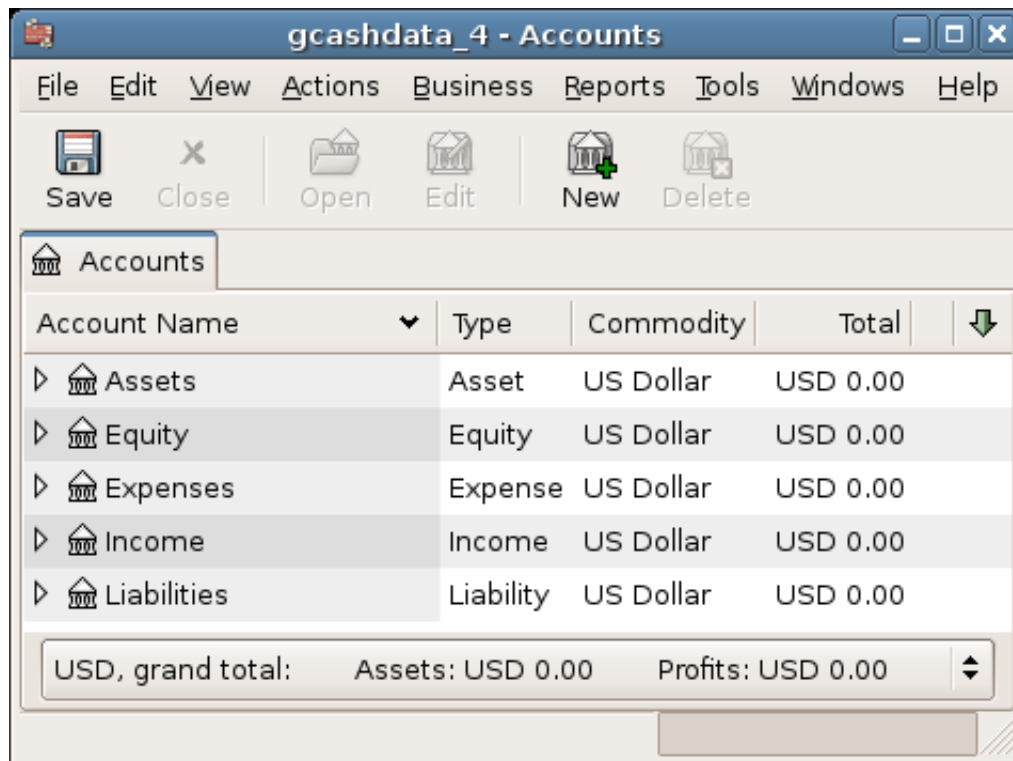 gcashdata_4 - Accounts
File Edit View Actions Business Reports Tools Windows Help
Save Close Open Edit New Delete
Accounts
Account Name Type Commodity Total
Assets Asset US Dollar USD 0.00
Equity Equity US Dollar USD 0.00
Expenses Expense US Dollar USD 0.00
Income Income US Dollar USD 0.00
Liabilities Liability US Dollar USD 0.00
USD, grand total: Assets: USD 0.00 Profits: USD 0.00